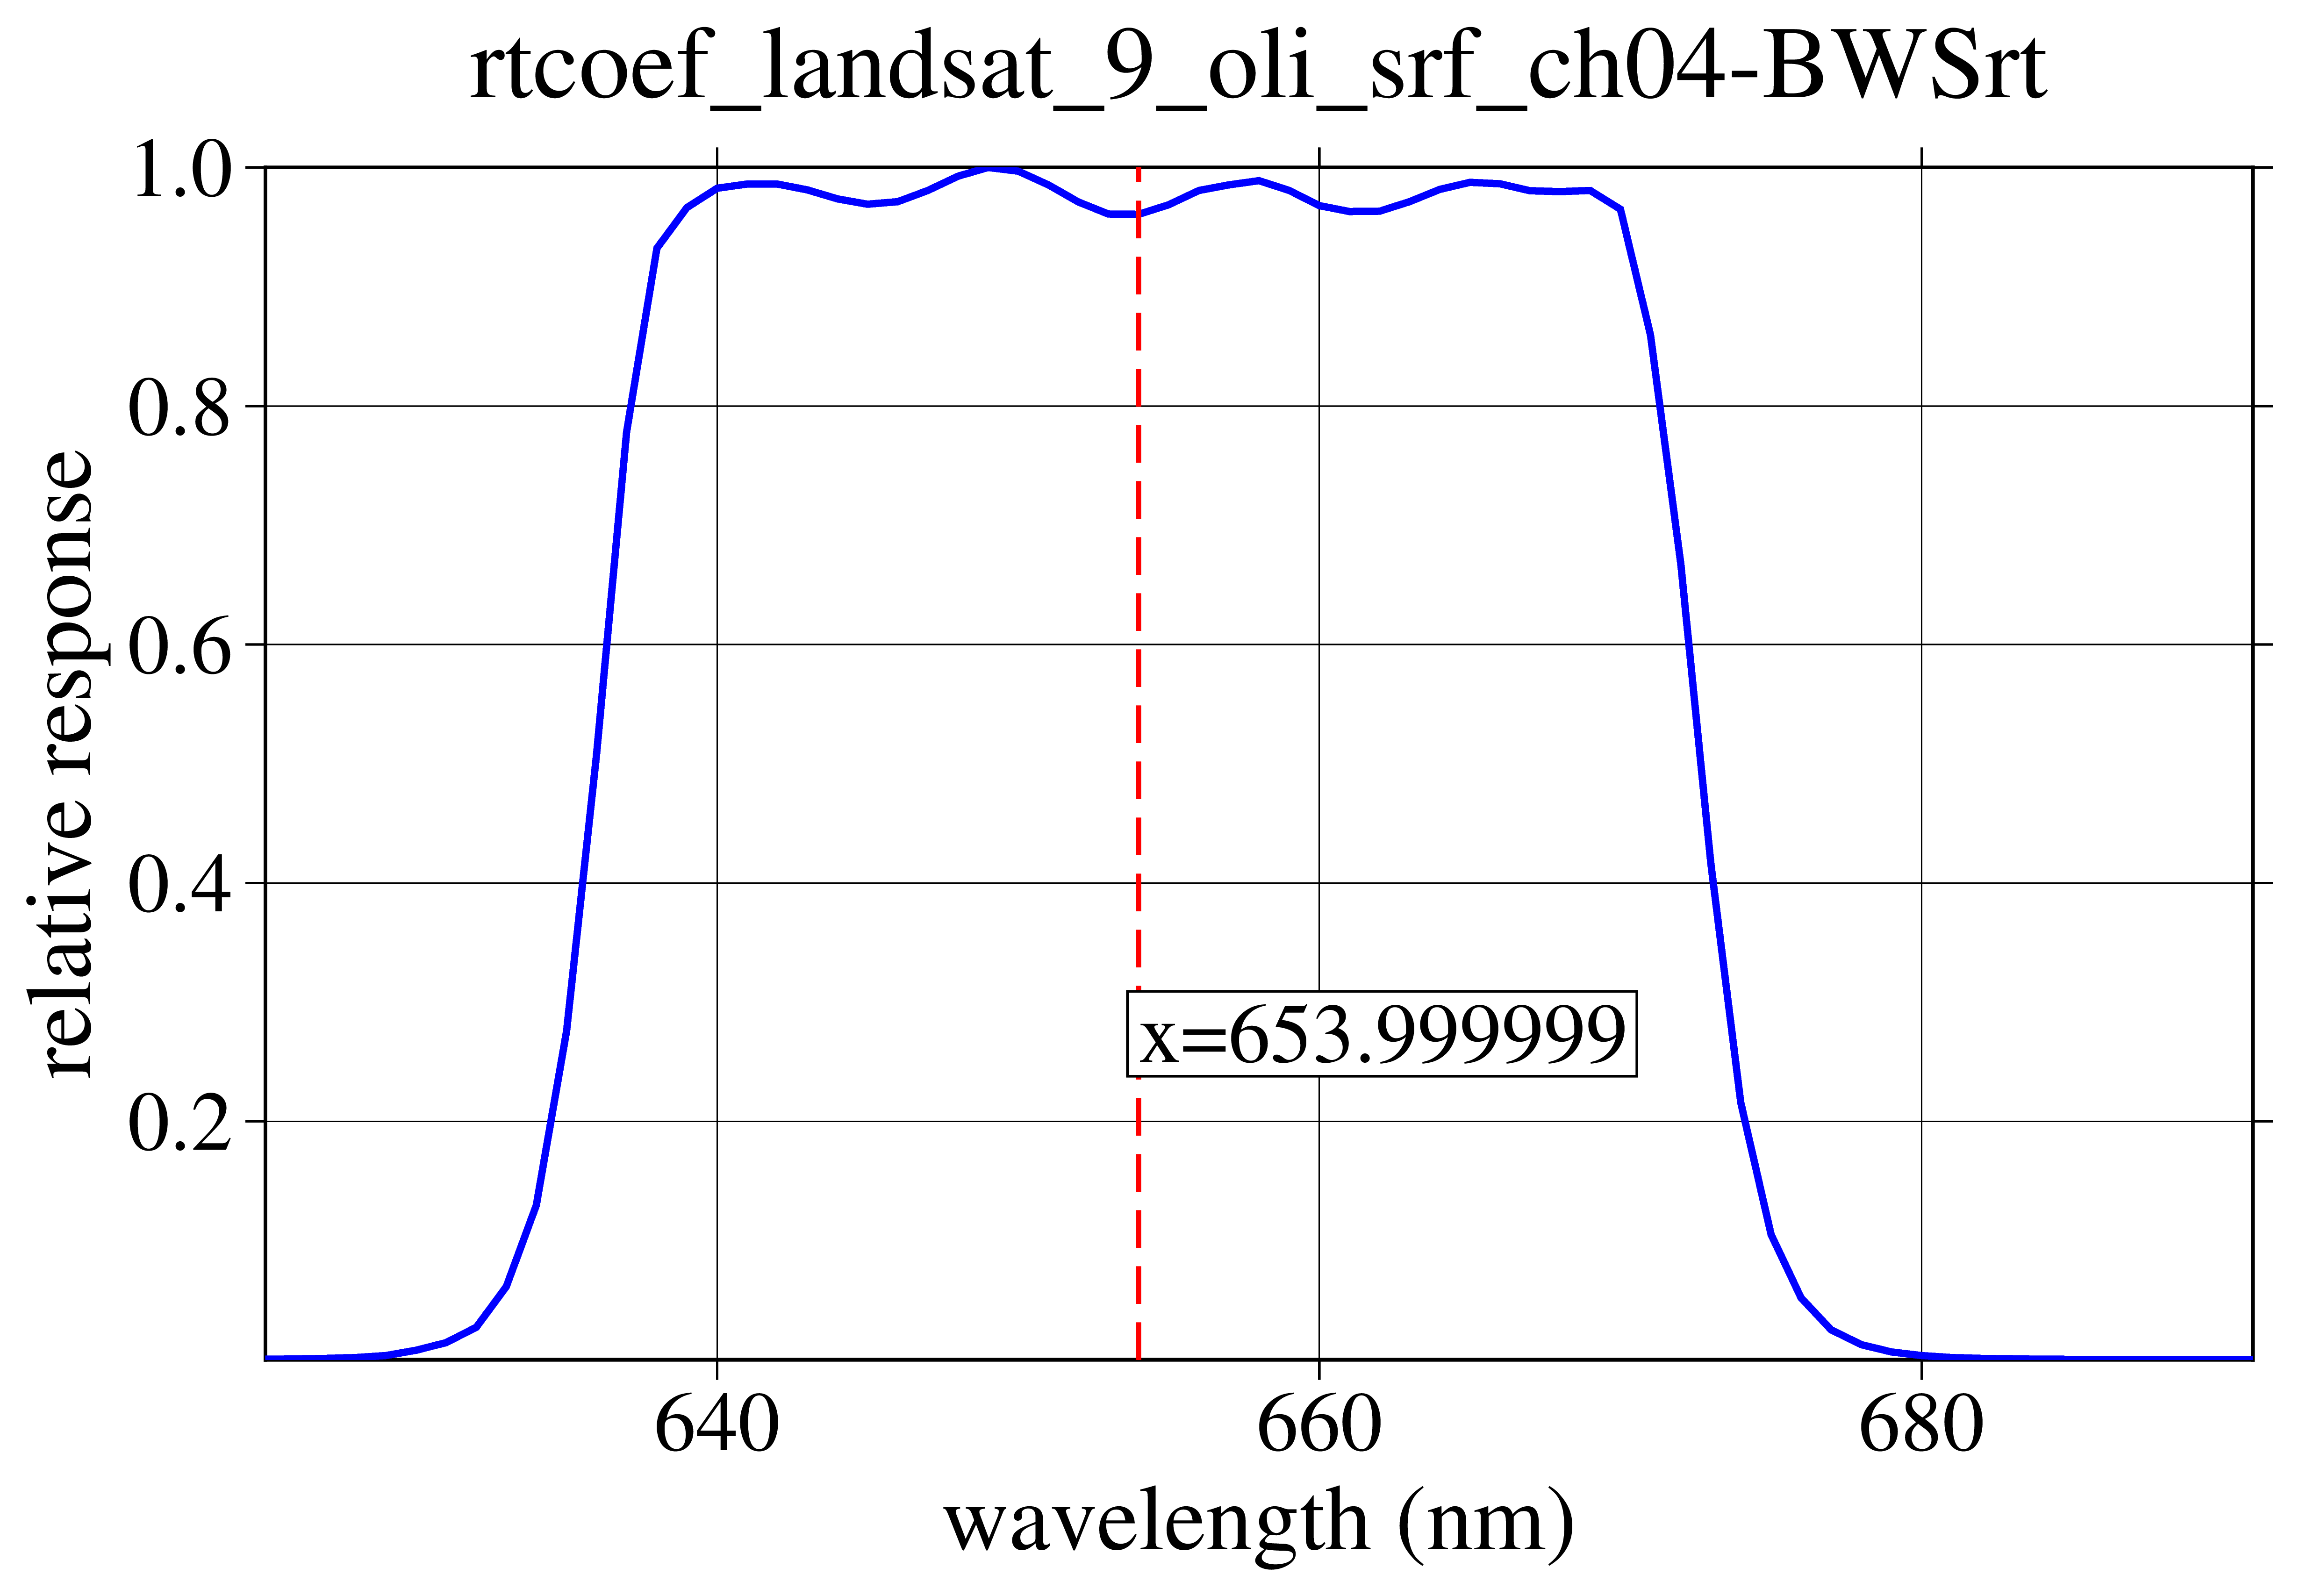 rtcoef_landsat_9_oli_srf_ch04-BWSrt
1.0
0.8
0.6
0.4
0.2
relative response
x=653.999999
640 660 680
wavelength (nm)